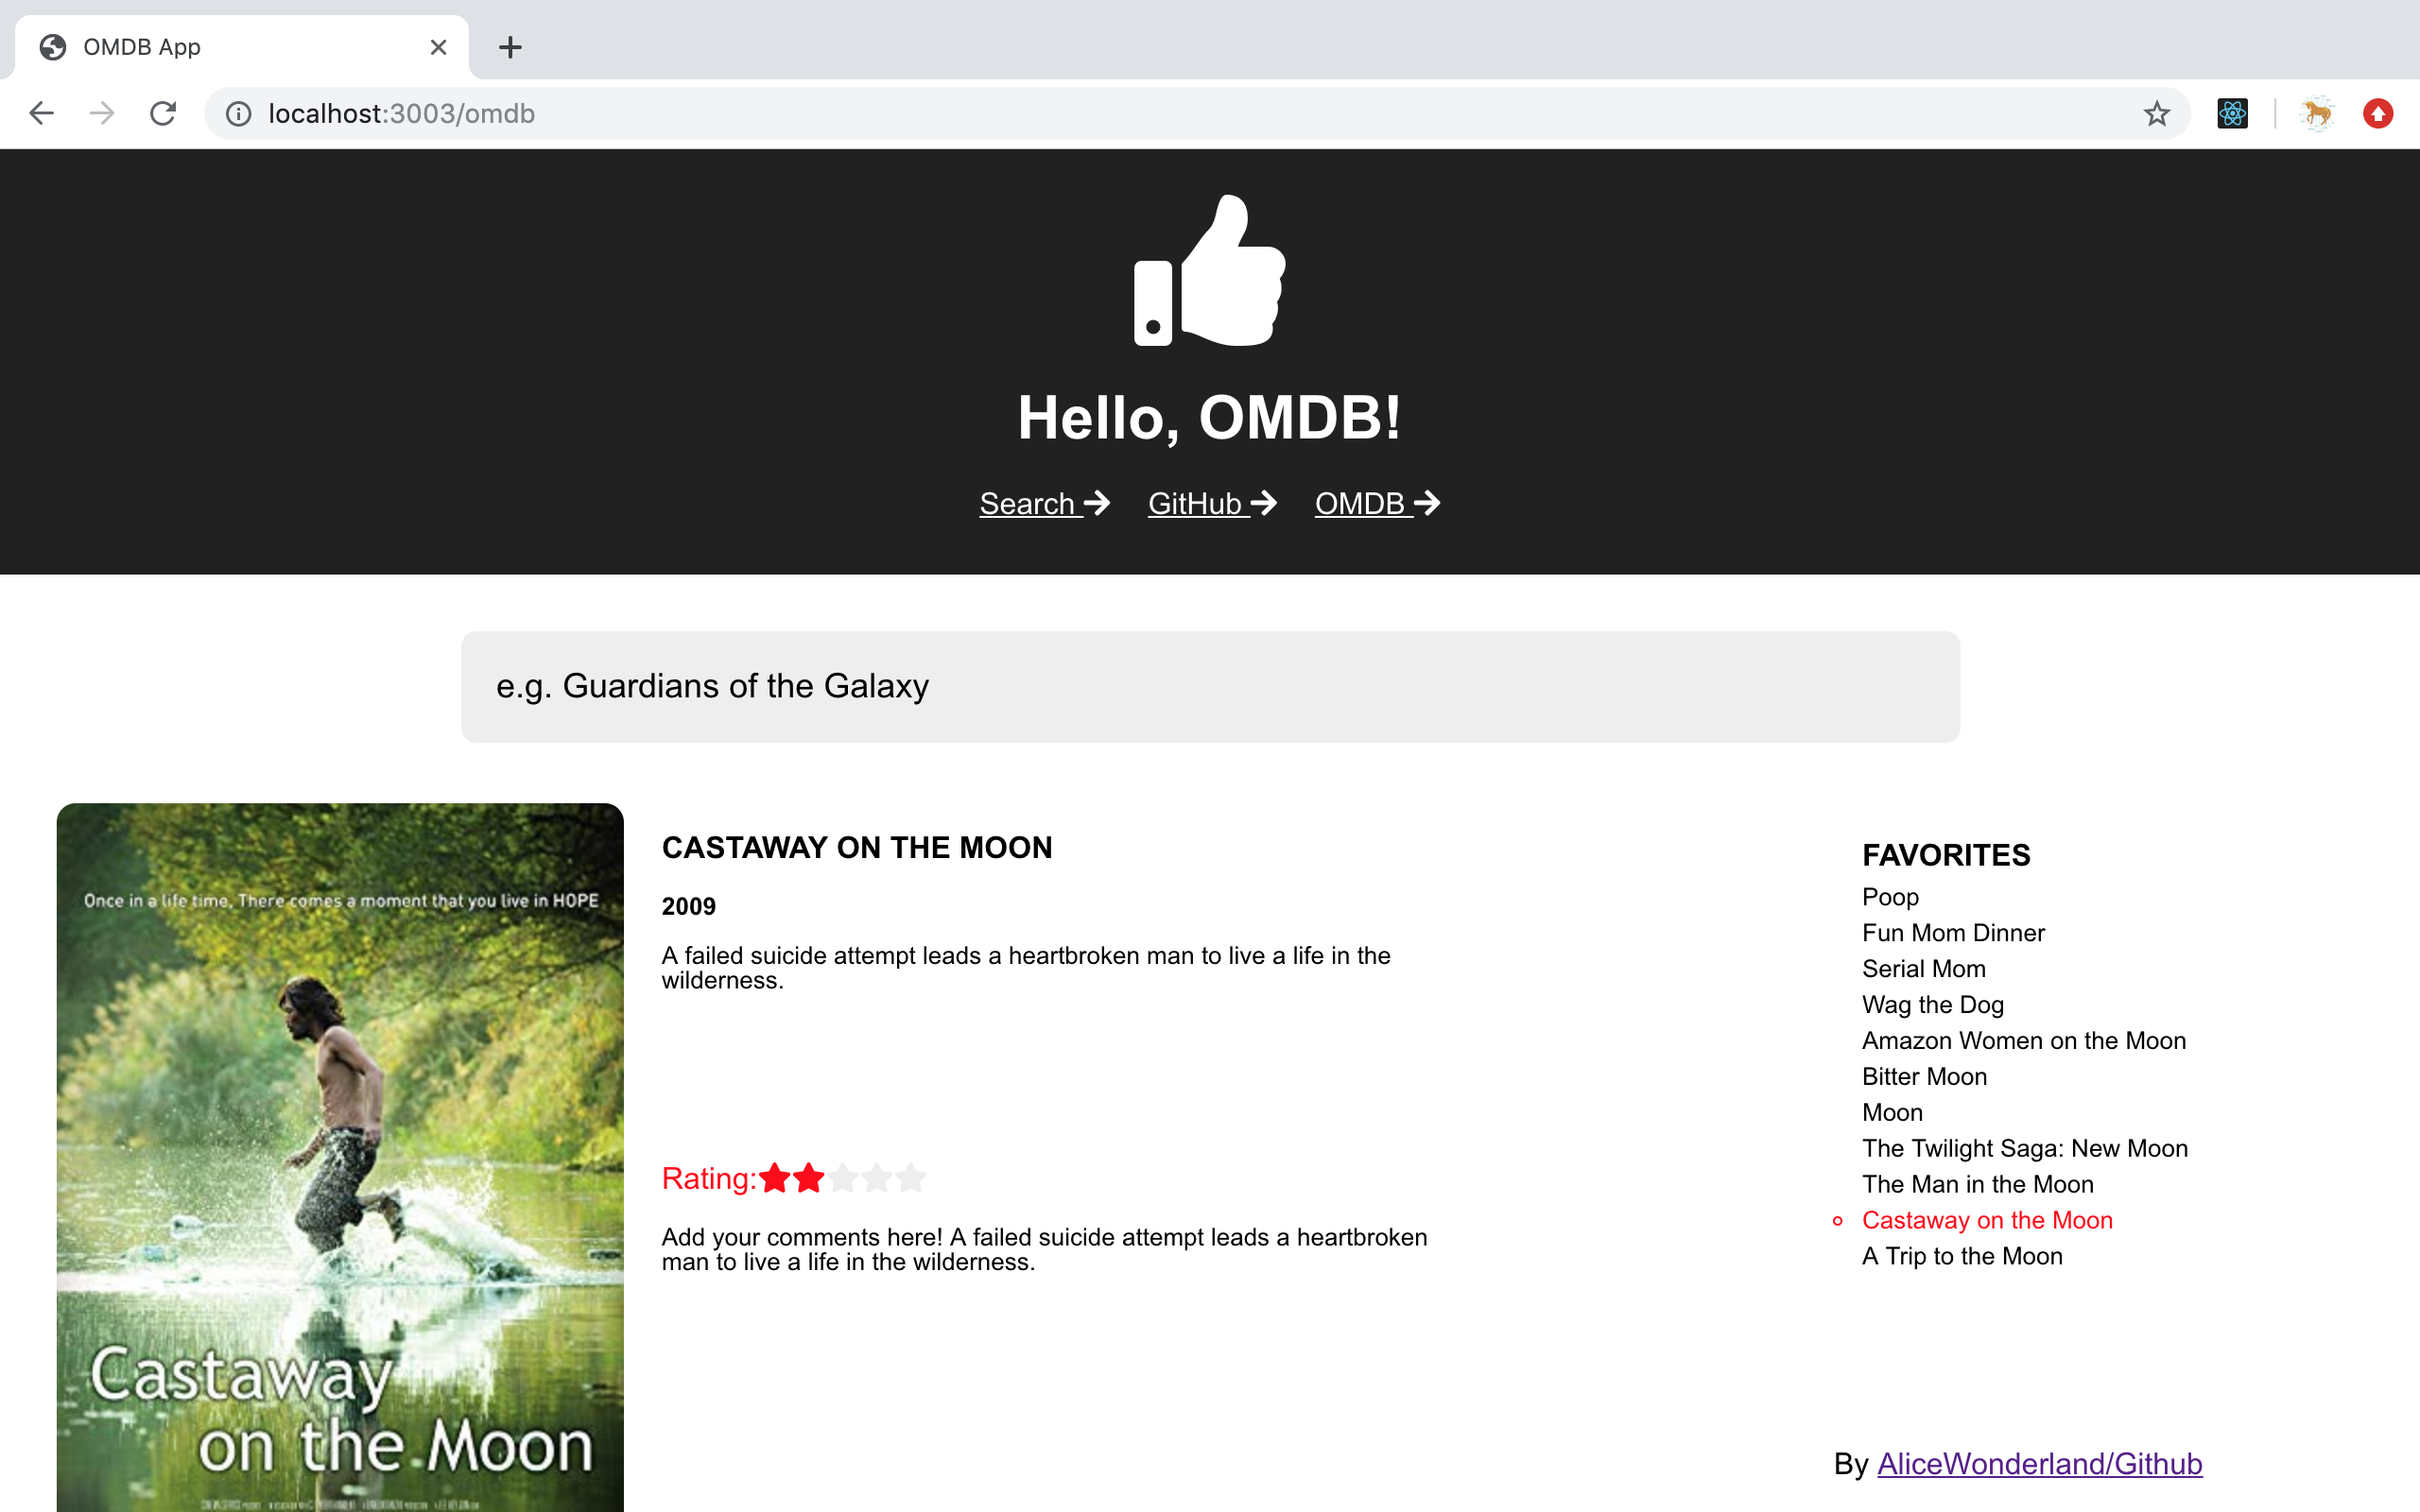 OMDB App
localhost:3003/omdb
Hello, OMDB!
Search
GitHub
OMDB
e.g. Guardians of the Galaxy
Once in a life time, There comes a moment that you live in HOPE
Castaway
on the Moon
CASTAWAY ON THE MOON
2009
A failed suicide attempt leads a heartbroken man to live a life in the
wilderness.
Rating:
Add your comments here! A failed suicide attempt leads a heartbroken
man to live a life in the wilderness.
FAVORITES
Poop
Fun Mom Dinner
Serial Mom
Wag the Dog
Amazon Women on the Moon
Bitter Moon
Moon
The Twilight Saga: New Moon
The Man in the Moon
Castaway on the Moon
A Trip to the Moon
By AliceWonderland/Github